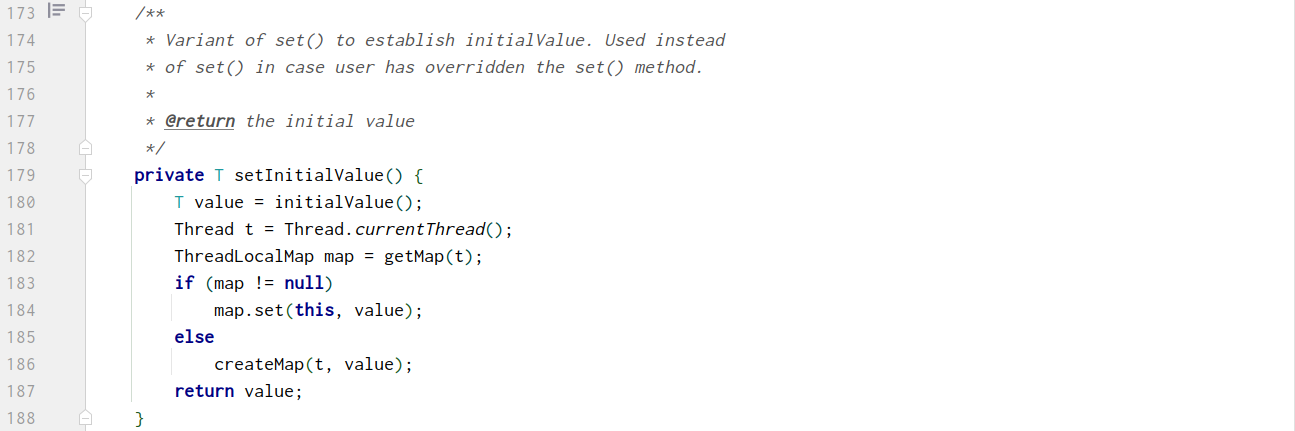 173 /**
174 * Variant of set() to establish initialValue. Used instead
175 * of set() in case user has overridden the set() method.
176 *
177 * @return the initial value
178 */
179 private T setInitialValue() {
180 T value = initialValue();
181 Thread t = Thread.currentThread();
182 ThreadLocalMap map = getMap(t);
183 if (map != null)
184 map.set(this, value);
185 else
186 createMap(t, value);
187 return value;
188 }